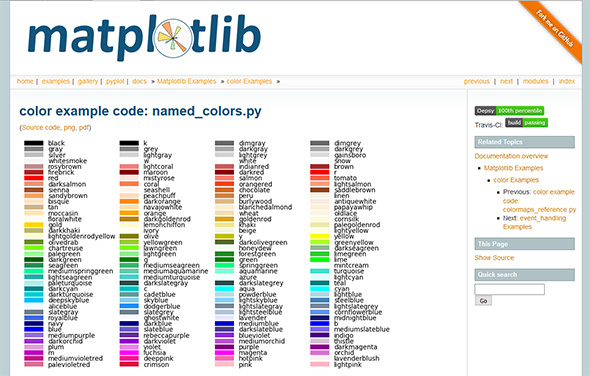 matplotlib
Fork me on GitHub
home | examples | gallery | pyplot | docs » Matplotlib Examples » color Examples »
previous | next | modules | index
color example code: named_colors.py
(Source code, png, pdf)
black k dimgray dimgrey
gray grey darkgray darkgrey
silver lightgray lightgrey gainsboro
whitesmoke w white snow
rosybrown lightcoral indianred brown
firebrick maroon darkred r
red mistyrose salmon tomato
darksalmon coral orangered lightsalmon
sienna seashell chocolate saddlebrown
sandybrown peachpuff peru linen
bisque darkorange burlywood antiquewhite
tan navajowhite blanchedalmond papayawhip
moccasin orange wheat oldlace
floralwhite darkgoldenrod goldenrod cornsilk
gold lemonchiffon khaki palegoldenrod
darkkhaki ivory beige lightyellow
lightgoldenrodyellow olive y yellow
olivedrab yellowgreen darkolivegreen greenyellow
chartreuse lawngreen honeydew darkseagreen
palegreen lightgreen forestgreen limegreen
darkgreen g green lime
seagreen mediumseagreen springgreen mintcream
mediumspringgreen mediumaquamarine aquamarine turquoise
lightseagreen mediumturquoise azure lightcyan
paleturquoise darkslategray darkslategrey teal
darkcyan c aqua cyan
darkturquoise cadetblue powderblue lightblue
deepskyblue skyblue lightskyblue steelblue
aliceblue dodgerblue lightslategray lightslategrey
slategray slategrey lightsteelblue cornflowerblue
royalblue ghostwhite lavender midnightblue
navy darkblue mediumblue b
blue slateblue darkslateblue mediumslateblue
mediumpurple rebeccapurple blueviolet indigo
darkorchid darkviolet mediumorchid thistle
plum violet purple darkmagenta
m fuchsia magenta orchid
mediumvioletred deeppink hotpink lavenderblush
palevioletred crimson pink lightpink
Depsy 100th percentile
Travis-CI: build passing
Related Topics
Documentation overview
Matplotlib Examples
color Examples
Previous: color example
code:
colormaps_reference.py
Next: event_handling
Examples
This Page
Show Source
Quick search
Go